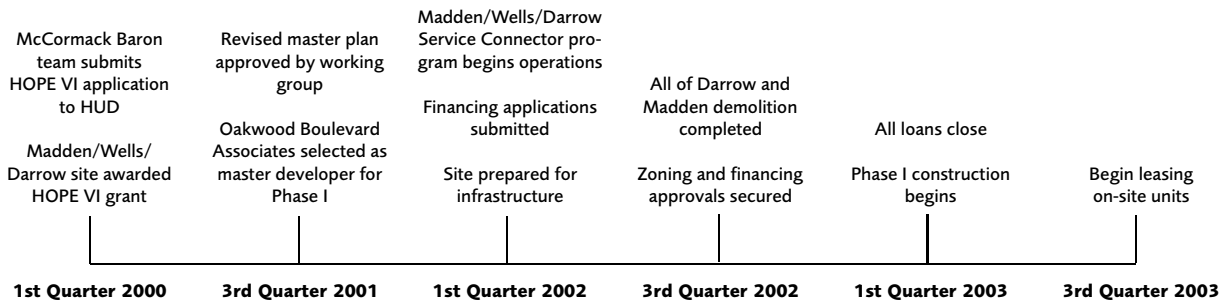 McCormack Baron
team submits
HOPE VI application
to HUD
Madden/Wells/
Darrow site awarded
HOPE VI grant
1st Quarter 2000
Revised master plan
approved by working
group
Oakwood Boulevard
Associates selected as
master developer for
Phase I
3rd Quarter 2001
Madden/Wells/Darrow
Service Connector pro-
gram begins operations
Financing applications
submitted
Site prepared for
infrastructure
1st Quarter 2002
All of Darrow and
Madden demolition
completed
Zoning and financing
approvals secured
3rd Quarter 2002
All loans close
Phase I construction
begins
1st Quarter 2003
Begin leasing
on-site units
3rd Quarter 2003